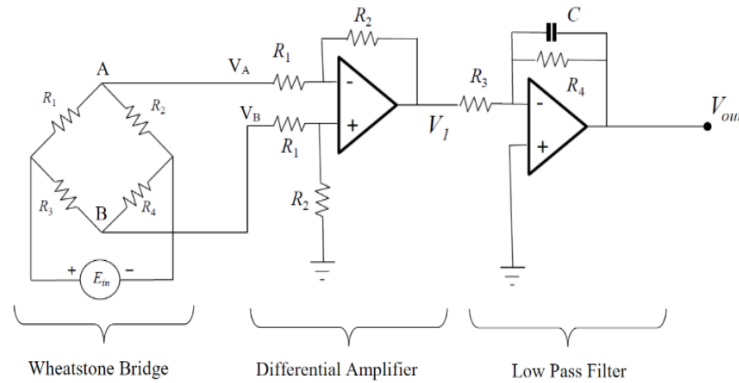 C
R2
R1
R3
R4
A
VA
Vout
R1
R2
VB
V1
R1
R3
B
R4
R2
Ein
Wheatstone Bridge
Differential Amplifier
Low Pass Filter